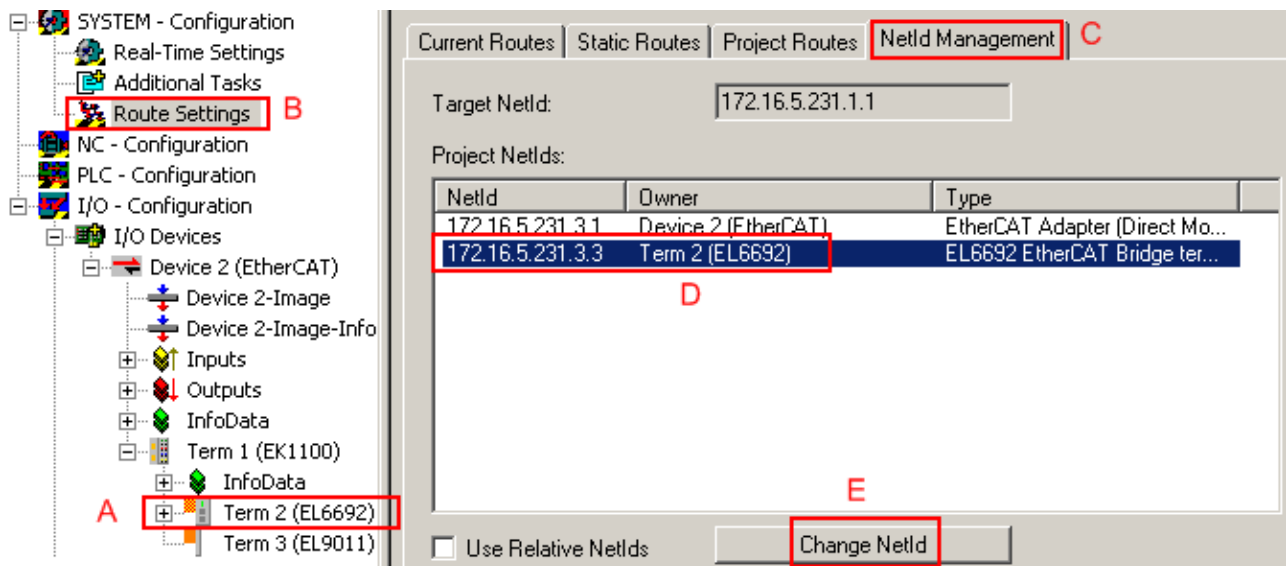 SYSTEM - Configuration
Real-Time Settings
Additional Tasks
Route Settings
B
NC - Configuration
PLC - Configuration
I/O - Configuration
I/O Devices
Device 2 (EtherCAT)
Device 2-Image
Device 2-Image-Info
Inputs
Outputs
InfoData
Term 1 (EK1100)
InfoData
A
Term 2 (EL6692)
Term 3 (EL9011)
Current Routes Static Routes Project Routes NetId Management C
Target NetId: 172.16.5.231.1.1
Project NetIds:
NetId Owner Type
172.16.5.231.3.1 Device 2 (EtherCAT) EtherCAT Adapter (Direct Mo...
172.16.5.231.3.3 Term 2 (EL6692) EL6692 EtherCAT Bridge ter...
D
E
Use Relative NetIds Change NetId